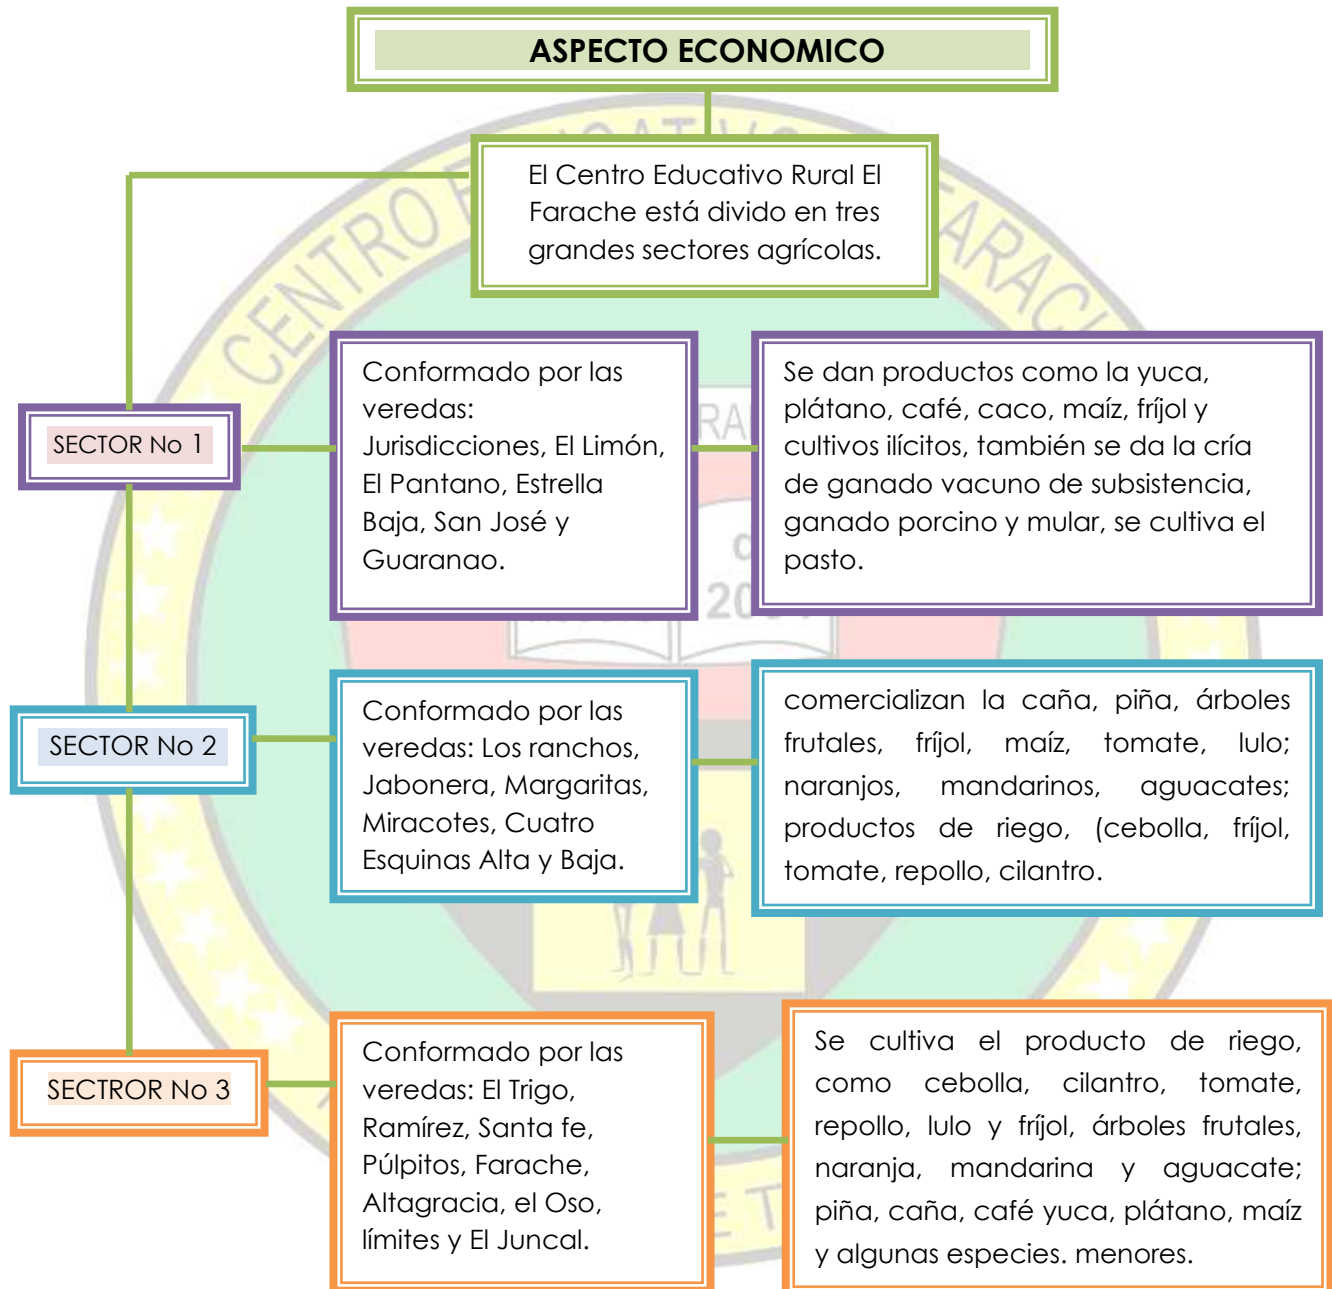 ASPECTO ECONOMICO
El Centro Educativo Rural El
Farache está divido en tres
grandes sectores agrícolas.
SECTOR No 1
Conformado por las
veredas:
Jurisdicciones, El Limón,
El Pantano, Estrella
Baja, San José y
Guaranao.
Se dan productos como la yuca,
plátano, café, caco, maíz, fríjol y
cultivos ilícitos, también se da la cría
de ganado vacuno de subsistencia,
ganado porcino y mular, se cultiva el
pasto.
SECTOR No 2
Conformado por las
veredas: Los ranchos,
Jabonera, Margaritas,
Miracotes, Cuatro
Esquinas Alta y Baja.
comercializan la caña, piña, árboles
frutales, fríjol, maíz, tomate, lulo;
naranjos, mandarinos, aguacates;
productos de riego, (cebolla, fríjol,
tomate, repollo, cilantro.
SECTROR No 3
Conformado por las
veredas: El Trigo,
Ramírez, Santa fe,
Púlpitos, Farache,
Altagracia, el Oso,
límites y El Juncal.
Se cultiva el producto de riego,
como cebolla, cilantro, tomate,
repollo, lulo y fríjol, árboles frutales,
naranja, mandarina y aguacate;
piña, caña, café yuca, plátano, maíz
y algunas especies. menores.
CENTRO